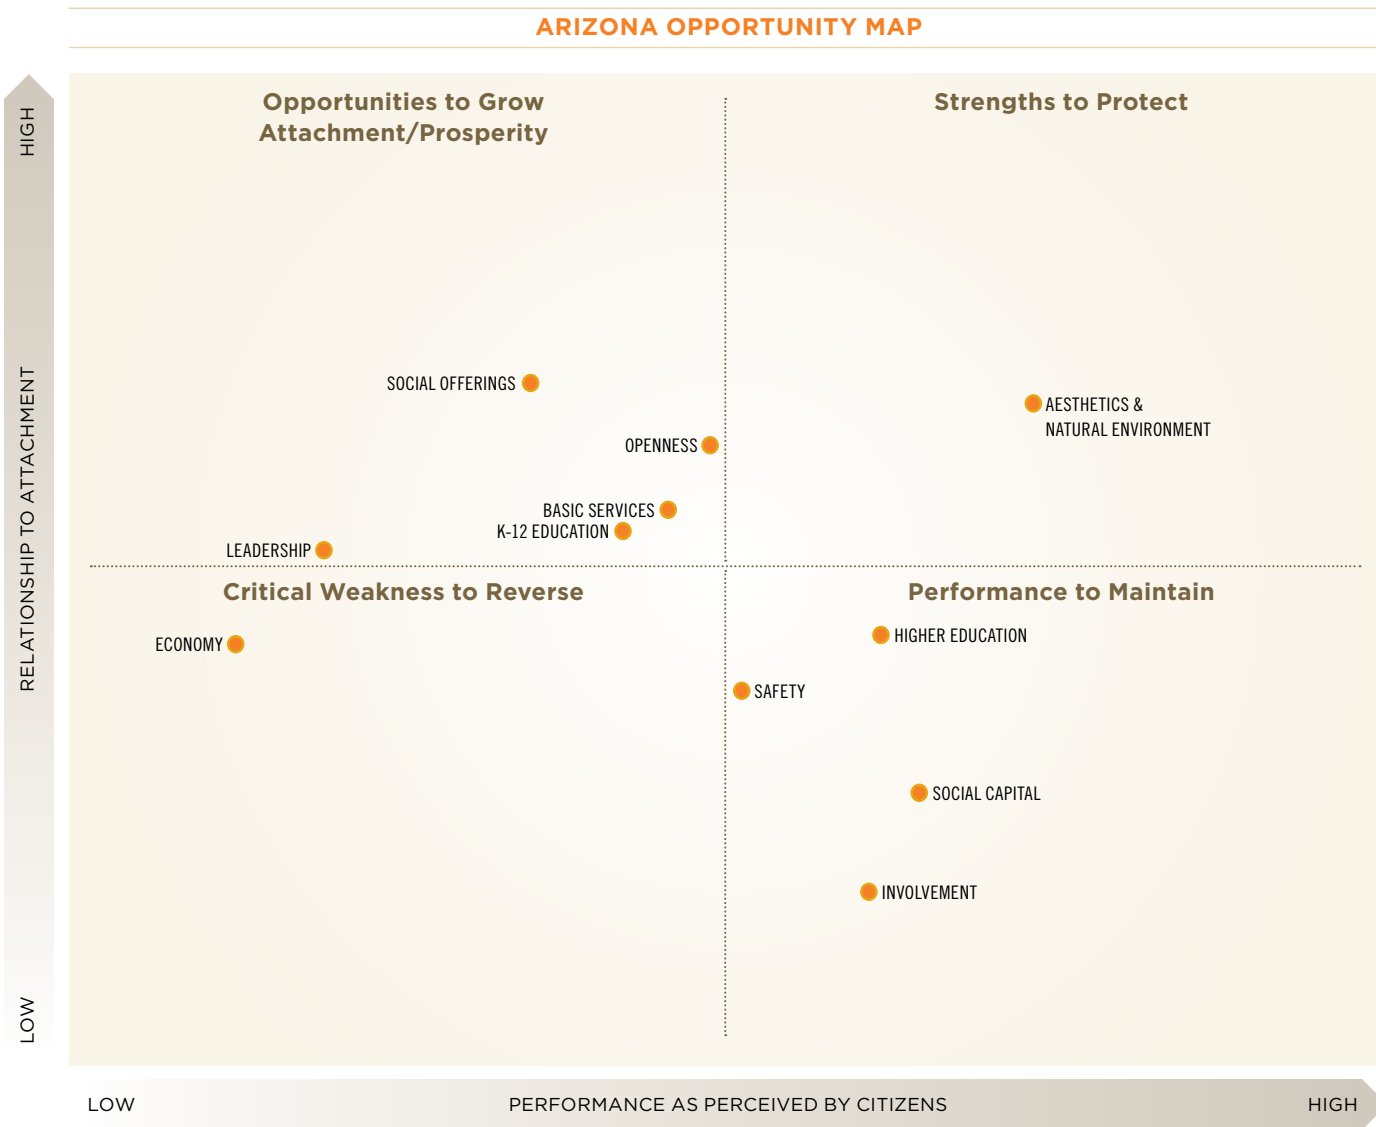 ARIZONA OPPORTUNITY MAP
Opportunities to Grow
Attachment/Prosperity
Strengths to Protect
HIGH
RELATIONSHIP TO ATTACHMENT
LOW
SOCIAL OFFERINGS
AESTHETICS &
NATURAL ENVIRONMENT
OPENNESS
BASIC SERVICES
K-12 EDUCATION
LEADERSHIP
Critical Weakness to Reverse
Performance to Maintain
ECONOMY
HIGHER EDUCATION
SAFETY
SOCIAL CAPITAL
INVOLVEMENT
LOW
PERFORMANCE AS PERCEIVED BY CITIZENS
HIGH